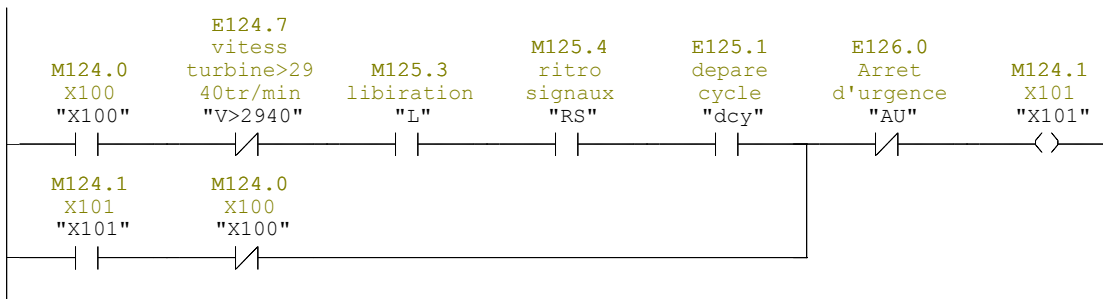 M124.0
X100
"X100"
E124.7
vitess
turbine>29
40tr/min
"V>2940"
M125.3
libiration
"L"
M125.4
ritro
signaux
"RS"
E125.1
depare
cycle
"dcy"
E126.0
Arret
d'urgence
"AU"
M124.1
X101
"X101"
M124.1
X101
"X101"
M124.0
X100
"X100"